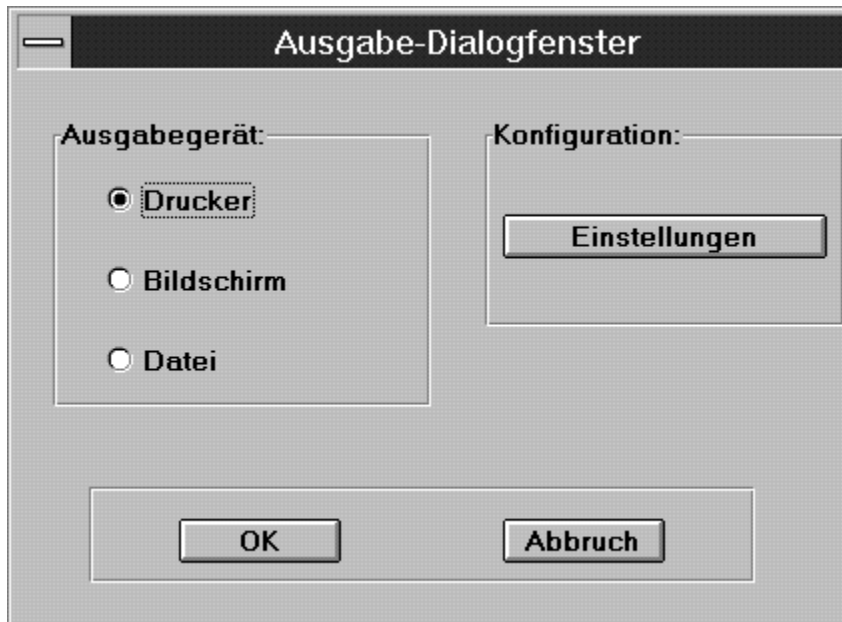 Ausgabe-Dialogfenster
Ausgabegerät:
Drucker
Bildschirm
Datei
Konfiguration:
Einstellungen
OK
Abbruch